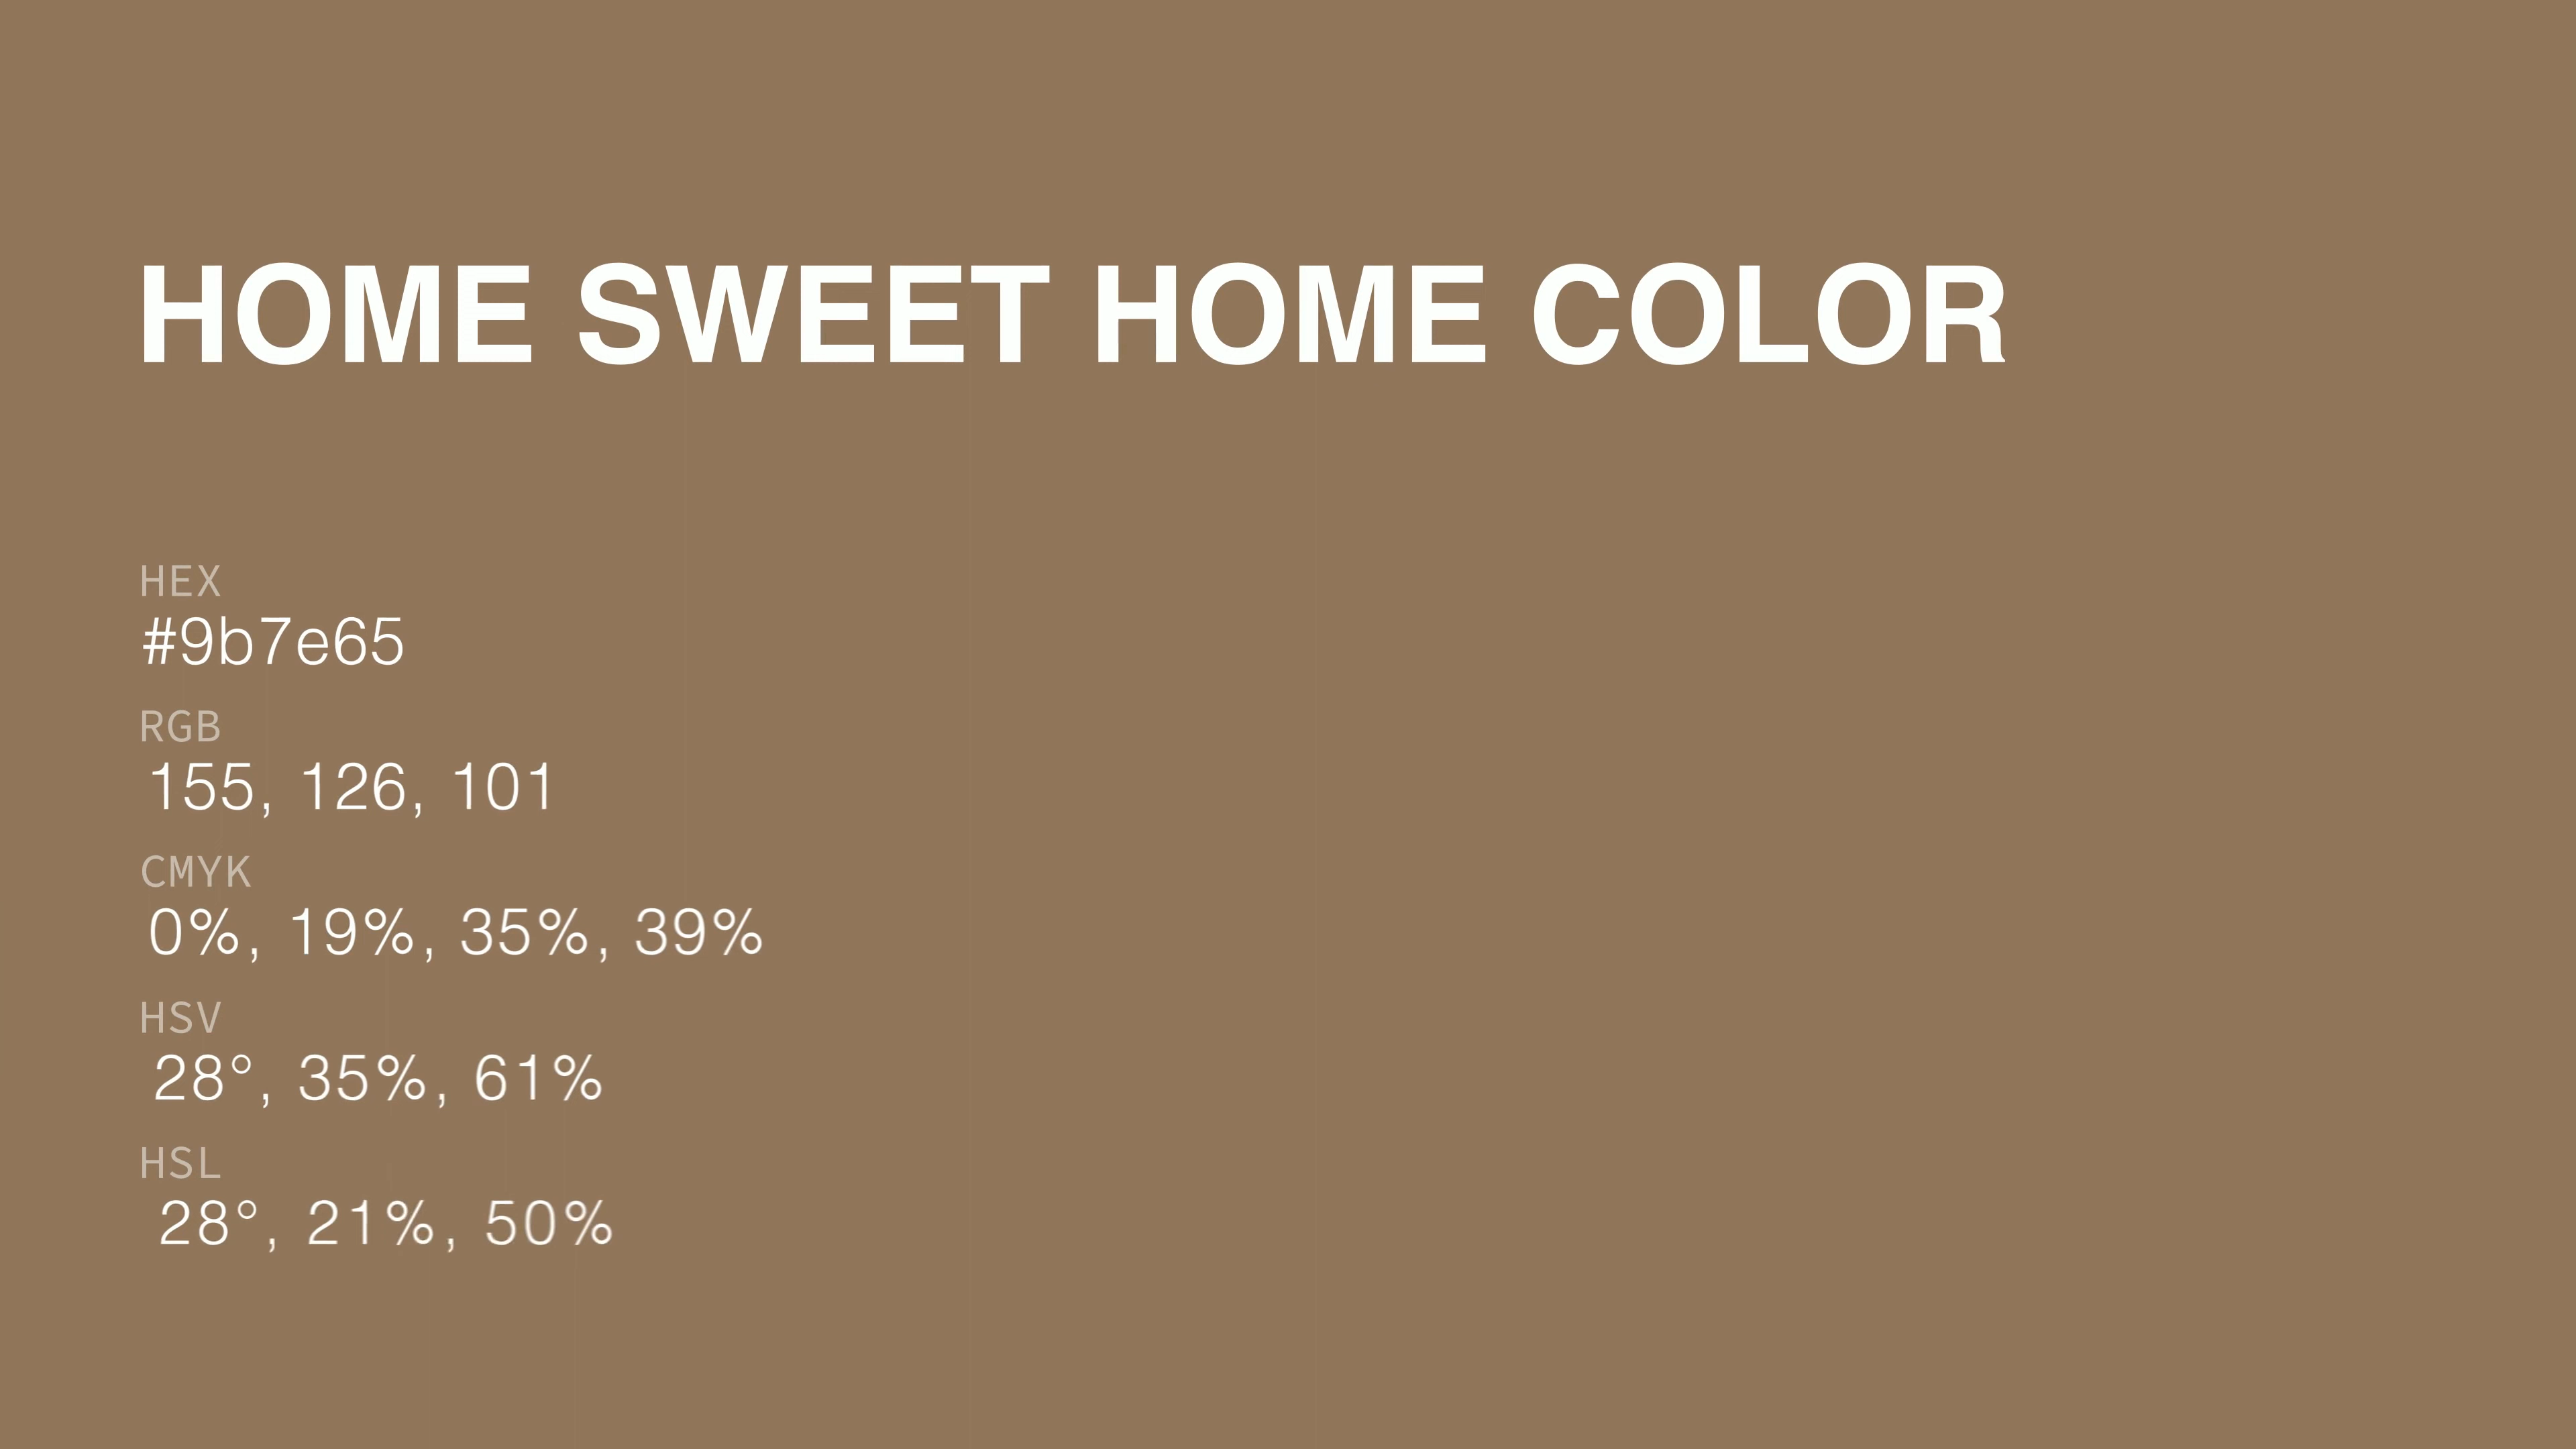 HOME SWEET HOME COLOR
HEX
#9b7e65
RGB
155, 126, 101
CMYK
0%, 19%, 35%, 39%
HSV
28°, 35%, 61%
HSL
28°, 21%, 50%